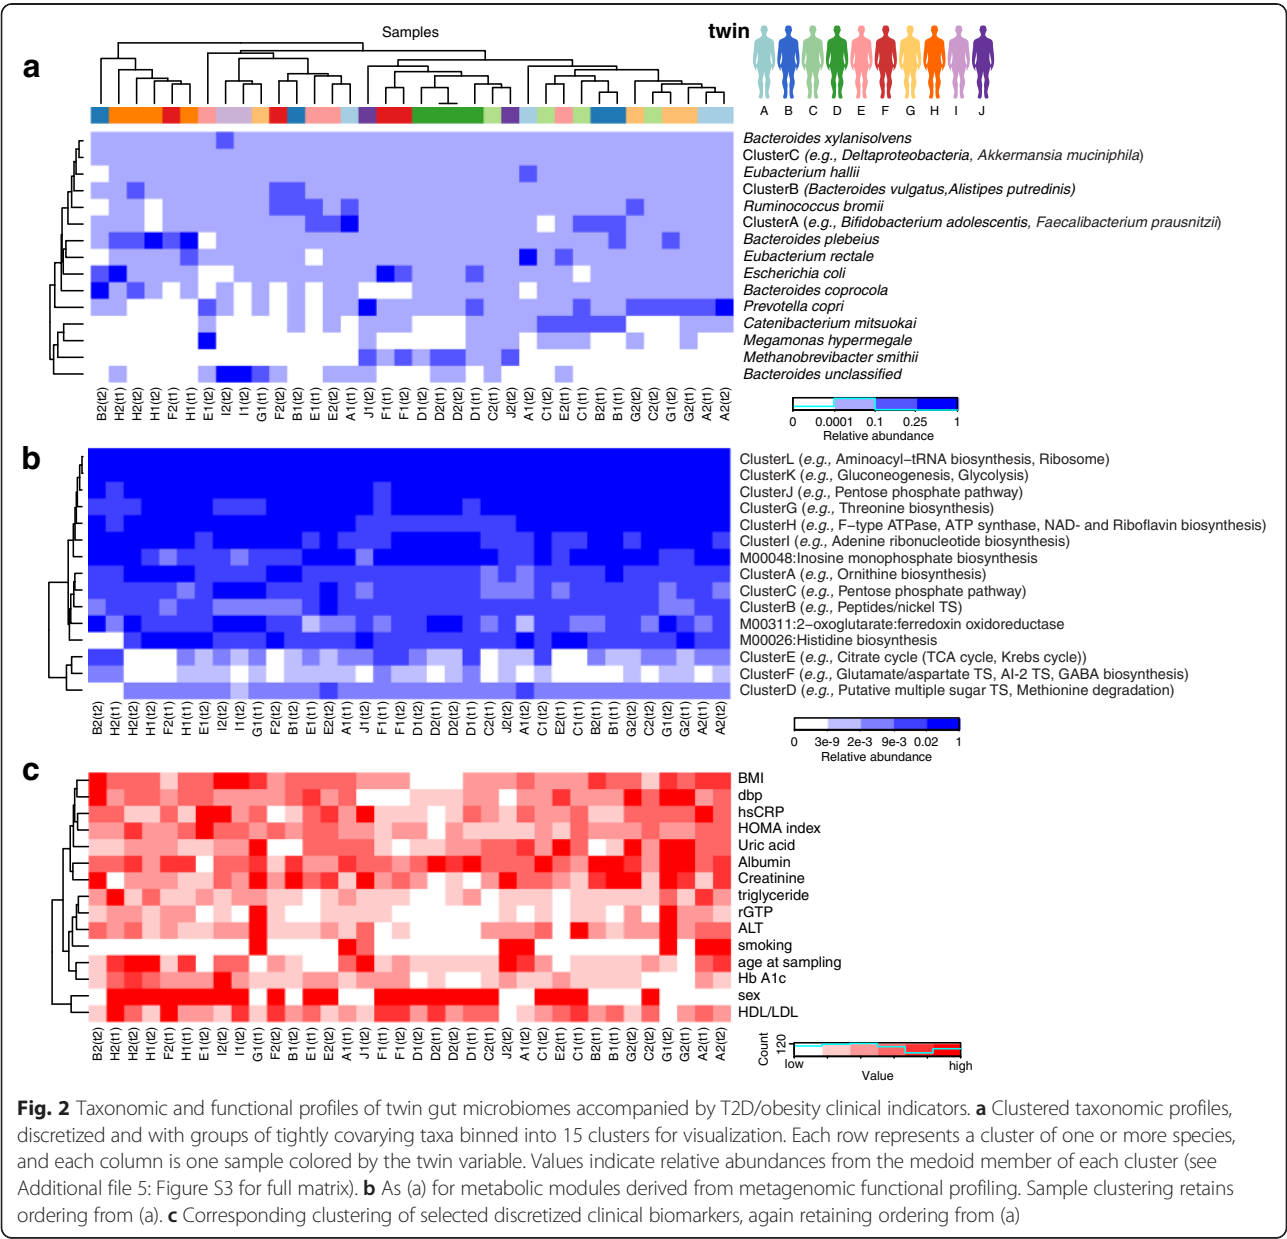 a
Samples
twin
A B C D E F G H I J
Bacteroides xylanisolvens
ClusterC (e.g., Deltaproteobacteria, Akkermansia muciniphila)
Eubacterium hallii
ClusterB (Bacteroides vulgatus,Alistipes putredinis)
Ruminococcus bromii
ClusterA (e.g., Bifidobacterium adolescentis, Faecalibacterium prausnitzii)
Bacteroides plebeius
Eubacterium rectale
Escherichia coli
Bacteroides coprocola
Prevotella copri
Catenibacterium mitsuokai
Megamonas hypermegale
Methanobrevibacter smithii
Bacteroides unclassified
B2(t2) H2(t1) H2(t2) H1(t2) F2(t1) H1(t1) E1(t2) I2(t2) I1(t2) G1(t1) F2(t2) B1(t2) E1(t1) E2(t2) A1(t1) J1(t2) F1(t1) F1(t2) D1(t2) D2(t1) D2(t2) D1(t1) C2(t1) J2(t2) A1(t2) C1(t2) E2(t1) C1(t1) B2(t1) B1(t1) G2(t2) C2(t2) G1(t2) G2(t1) A2(t1) A2(t2)
0 0.0001 0.1 0.25 1
Relative abundance
b
ClusterL (e.g., Aminoacyl−tRNA biosynthesis, Ribosome)
ClusterK (e.g., Gluconeogenesis, Glycolysis)
ClusterJ (e.g., Pentose phosphate pathway)
ClusterG (e.g., Threonine biosynthesis)
ClusterH (e.g., F−type ATPase, ATP synthase, NAD- and Riboflavin biosynthesis)
ClusterI (e.g., Adenine ribonucleotide biosynthesis)
M00048:Inosine monophosphate biosynthesis
ClusterA (e.g., Ornithine biosynthesis)
ClusterC (e.g., Pentose phosphate pathway)
ClusterB (e.g., Peptides/nickel TS)
M00311:2−oxoglutarate:ferredoxin oxidoreductase
M00026:Histidine biosynthesis
ClusterE (e.g., Citrate cycle (TCA cycle, Krebs cycle))
ClusterF (e.g., Glutamate/aspartate TS, AI-2 TS, GABA biosynthesis)
ClusterD (e.g., Putative multiple sugar TS, Methionine degradation)
B2(t2) H2(t1) H2(t2) H1(t2) F2(t1) H1(t1) E1(t2) I2(t2) I1(t2) G1(t1) F2(t2) B1(t2) E1(t1) E2(t2) A1(t1) J1(t2) F1(t1) F1(t2) D1(t2) D2(t1) D2(t2) D1(t1) C2(t1) J2(t2) A1(t2) C1(t2) E2(t1) C1(t1) B2(t1) B1(t1) G2(t2) C2(t2) G1(t2) G2(t1) A2(t1) A2(t2)
0 3e-9 2e-3 9e-3 0.02 1
Relative abundance
c
BMI
dbp
hsCRP
HOMA index
Uric acid
Albumin
Creatinine
triglyceride
rGTP
ALT
smoking
age at sampling
Hb A1c
sex
HDL/LDL
B2(t2) H2(t1) H2(t2) H1(t2) F2(t1) H1(t1) E1(t2) I2(t2) I1(t2) G1(t1) F2(t2) B1(t2) E1(t1) E2(t2) A1(t1) J1(t2) F1(t1) F1(t2) D1(t2) D2(t1) D2(t2) D1(t1) C2(t1) J2(t2) A1(t2) C1(t2) E2(t1) C1(t1) B2(t1) B1(t1) G2(t2) C2(t2) G1(t2) G2(t1) A2(t1) A2(t2)
Count
120
low high
Value
Fig. 2 Taxonomic and functional profiles of twin gut microbiomes accompanied by T2D/obesity clinical indicators. a Clustered taxonomic profiles,
discretized and with groups of tightly covarying taxa binned into 15 clusters for visualization. Each row represents a cluster of one or more species,
and each column is one sample colored by the twin variable. Values indicate relative abundances from the medoid member of each cluster (see
Additional file 5: Figure S3 for full matrix). b As (a) for metabolic modules derived from metagenomic functional profiling. Sample clustering retains
ordering from (a). c Corresponding clustering of selected discretized clinical biomarkers, again retaining ordering from (a)